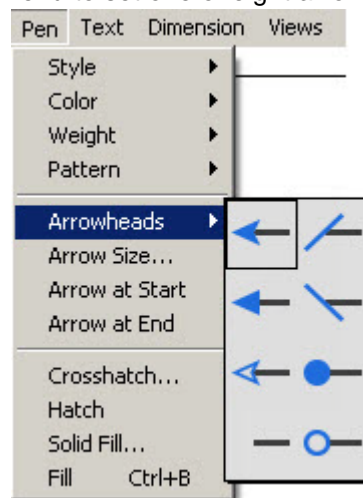 Pen Text Dimension Views
Style
Color
Weight
Pattern
Arrowheads
Arrow Size...
Arrow at Start
Arrow at End
Crosshatch...
Hatch
Solid Fill...
Fill Ctrl+B